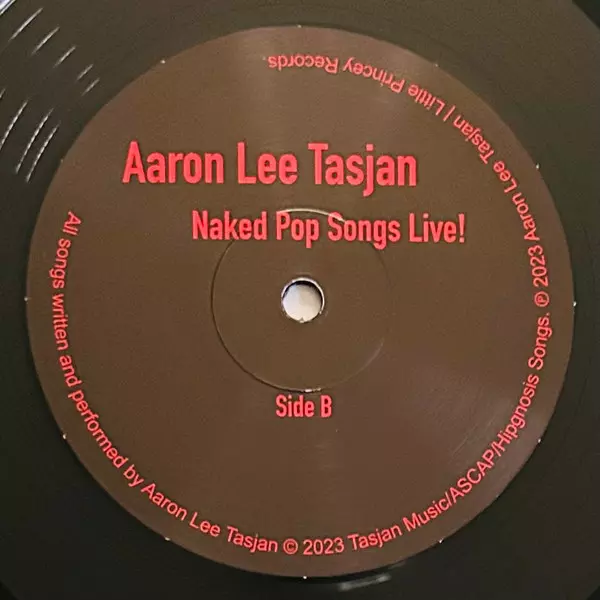 Aaron Lee Tasjan
Naked Pop Songs Live!
Side B
All songs written and performed by Aaron Lee Tasjan © 2023 Tasjan Music/ASCAP/Hipgnosis Songs. ℗ 2023 Aaron Lee Tasjan | Little Princey Records